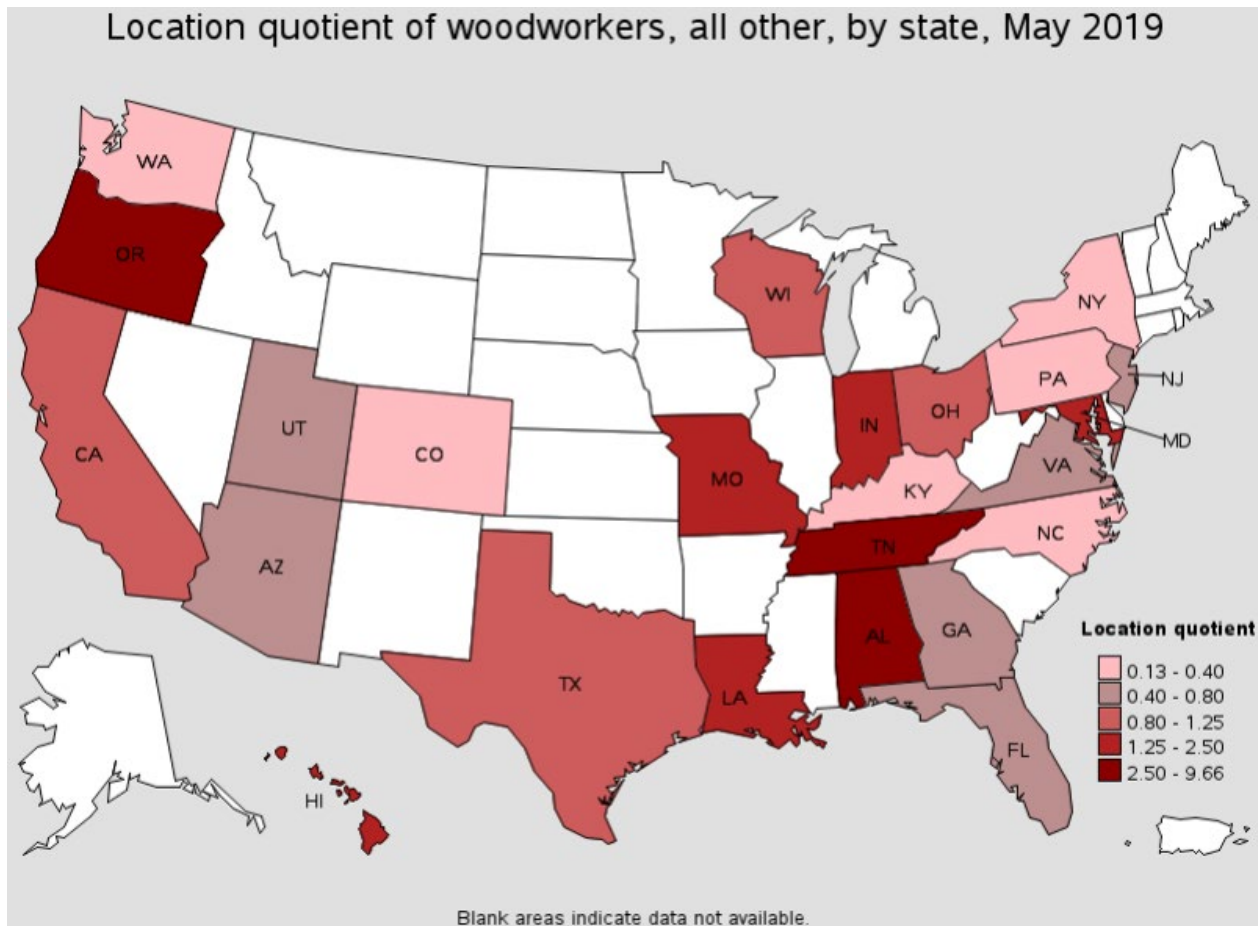 Location quotient of woodworkers, all other, by state, May 2019
WA
OR
CA
UT
AZ
CO
TX
WI
MO
LA
IN
OH
KY
TN
AL
GA
FL
NC
VA
PA
NY
NJ
MD
HI
Location quotient
0.13 - 0.40
0.40 - 0.80
0.80 - 1.25
1.25 - 2.50
2.50 - 9.66
Blank areas indicate data not available.